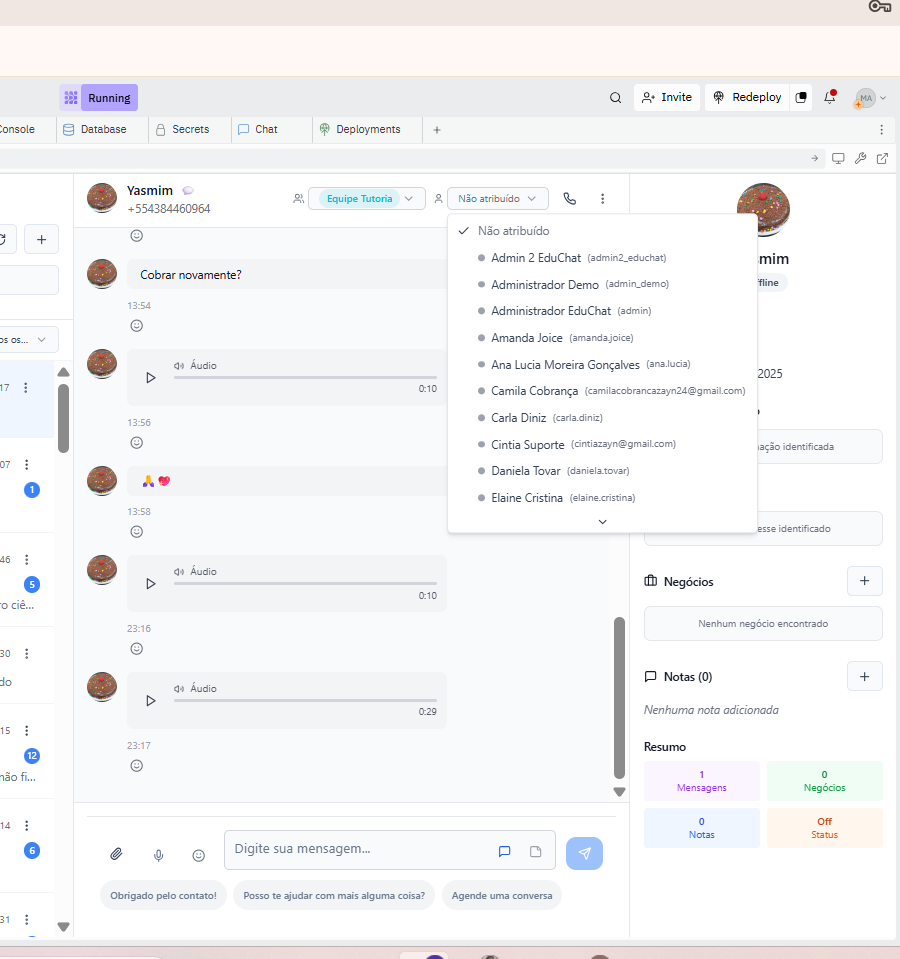 Running
Invite
Redeploy
MA
onsole
Database
Secrets
Chat
Deployments
Yasmim
+554384460964
Equipe Tutoria
Não atribuído
Não atribuído
Admin 2 EduChat (admin2_educhat)
Administrador Demo (admin_demo)
Administrador EduChat (admin)
Amanda Joice (amanda.joice)
Ana Lucia Moreira Gonçalves (ana.lucia)
Camila Cobrança (camilacobrancazayn24@gmail.com)
Carla Diniz (carla.diniz)
Cintia Suporte (cintiazayn@gmail.com)
Daniela Tovar (daniela.tovar)
Elaine Cristina (elaine.cristina)
os os...
17
07
1
46
5
ro ciê...
30
do
15
12
não fi...
14
6
31
Cobrar novamente?
13:54
Áudio
0:10
13:56
🙏💖
13:58
Áudio
0:10
23:16
Áudio
0:29
23:17
Digite sua mensagem...
Obrigado pelo contato!
Posso te ajudar com mais alguma coisa?
Agende uma conversa
smim
ffline
2025
ação identificada
esse identificado
Negócios
Nenhum negócio encontrado
Notas (0)
Nenhuma nota adicionada
Resumo
1
Mensagens
0
Negócios
0
Notas
Off
Status